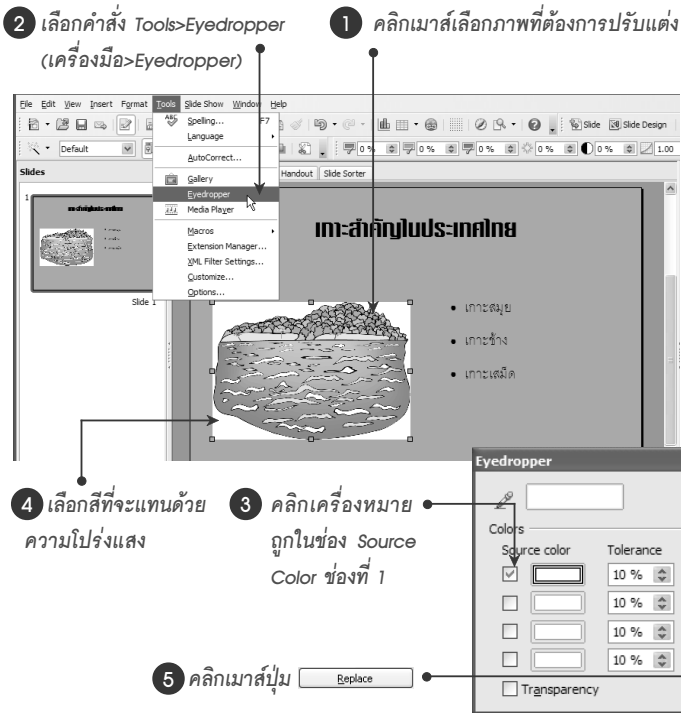 2 เลือกคำสั่ง Tools>Eyedropper
(เครื่องมือ>Eyedropper)
1 คลิกเมาส์เลือกภาพที่ต้องการปรับแต่ง
File Edit View Insert Format Tools Slide Show Window Help
Spelling... F7
Language
AutoCorrect...
Gallery
Eyedropper
Media Player
Macros
Extension Manager...
XML Filter Settings...
Customize...
Options...
Slide Slide Design
Default
0 % 0 % 0 % 0 % 0 % 1.00
Slides
Handout Slide Sorter
1
Slide 1
เกาะสำคัญในประเทศไทย
• เกาะสมุย
• เกาะช้าง
• เกาะเสม็ด
4 เลือกสีที่จะแทนด้วย
ความโปร่งแสง
3 คลิกเครื่องหมาย
ถูกในช่อง Source
Color ช่องที่ 1
Eyedropper
Colors
Source color Tolerance
10 %
10 %
10 %
10 %
Transparency
5 คลิกเมาส์ปุ่ม Replace